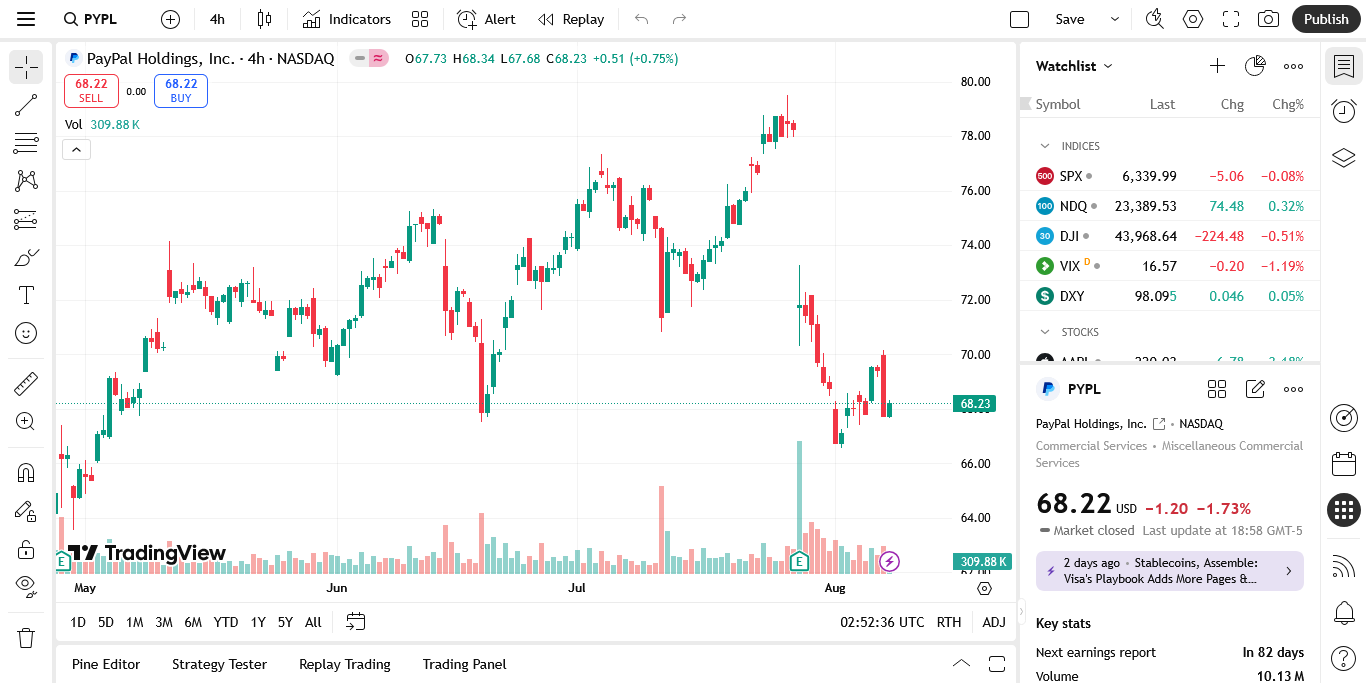 PYPL
4h
Indicators
Alert
Replay
Save
Publish
PayPal Holdings, Inc. · 4h · NASDAQ
O67.73 H68.34 L67.68 C68.23 +0.51 (+0.75%)
68.22
SELL
0.00
68.22
BUY
Vol 309.88 K
80.00
78.00
76.00
74.00
72.00
70.00
68.23
66.00
64.00
309.88 K
E
TradingView
E
May
Jun
Jul
Aug
1D 5D 1M 3M 6M YTD 1Y 5Y All
02:52:36 UTC RTH ADJ
Pine Editor
Strategy Tester
Replay Trading
Trading Panel
Watchlist
Symbol Last Chg Chg%
INDICES
500 SPX 6,339.99 −5.06 −0.08%
100 NDQ 23,389.53 74.48 0.32%
30 DJI 43,968.64 −224.48 −0.51%
VIX D 16.57 −0.20 −1.19%
$ DXY 98.095 0.046 0.05%
STOCKS
PYPL
PayPal Holdings, Inc. • NASDAQ
Commercial Services • Miscellaneous Commercial
Services
68.22 USD −1.20 −1.73%
Market closed Last update at 18:58 GMT-5
2 days ago • Stablecoins, Assemble:
Visa's Playbook Adds More Pages &...
Key stats
Next earnings report In 82 days
Volume 10.13 M